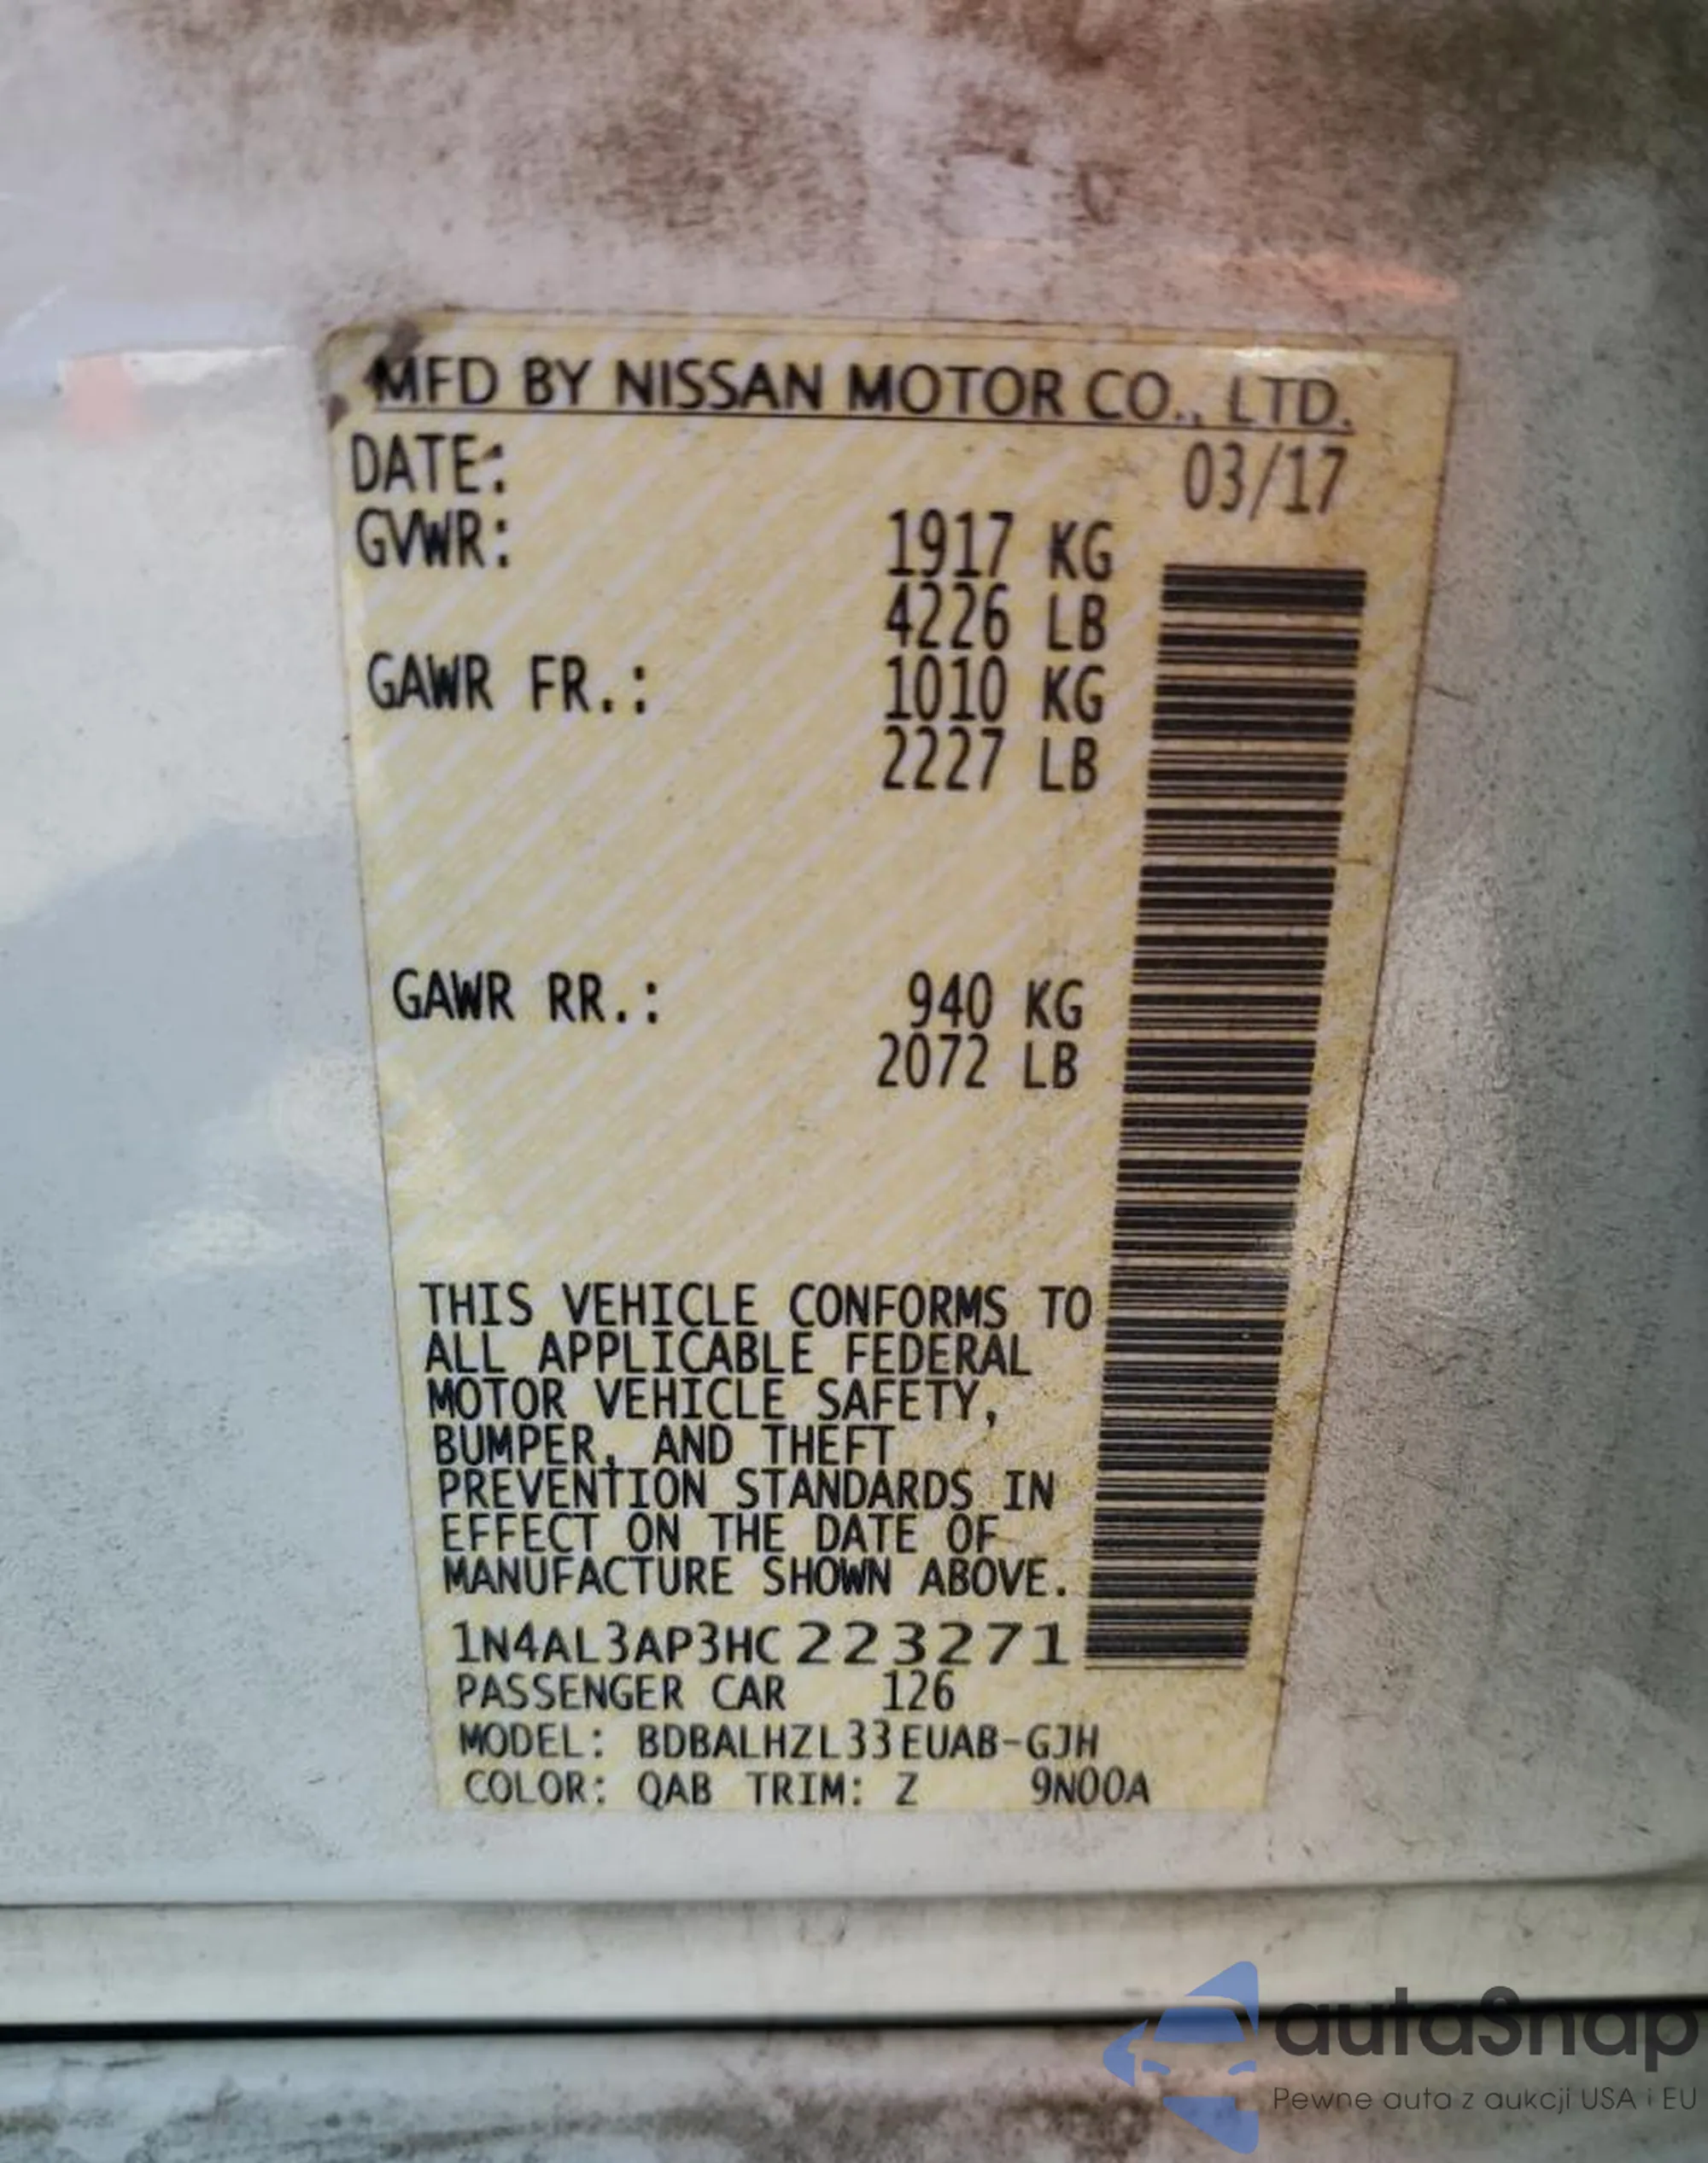 MFD BY NISSAN MOTOR CO., LTD.
DATE: 03/17
GVWR: 1917 KG
4226 LB
GAWR FR.: 1010 KG
2227 LB
GAWR RR.: 940 KG
2072 LB
THIS VEHICLE CONFORMS TO
ALL APPLICABLE FEDERAL
MOTOR VEHICLE SAFETY,
BUMPER, AND THEFT
PREVENTION STANDARDS IN
EFFECT ON THE DATE OF
MANUFACTURE SHOWN ABOVE.
1N4AL3AP3HC223271
PASSENGER CAR 126
MODEL: BDBALHZL33EUAB-GJH
COLOR: QAB TRIM: Z 9N00A
autaSnap
Pewne auta z aukcji USA i EU